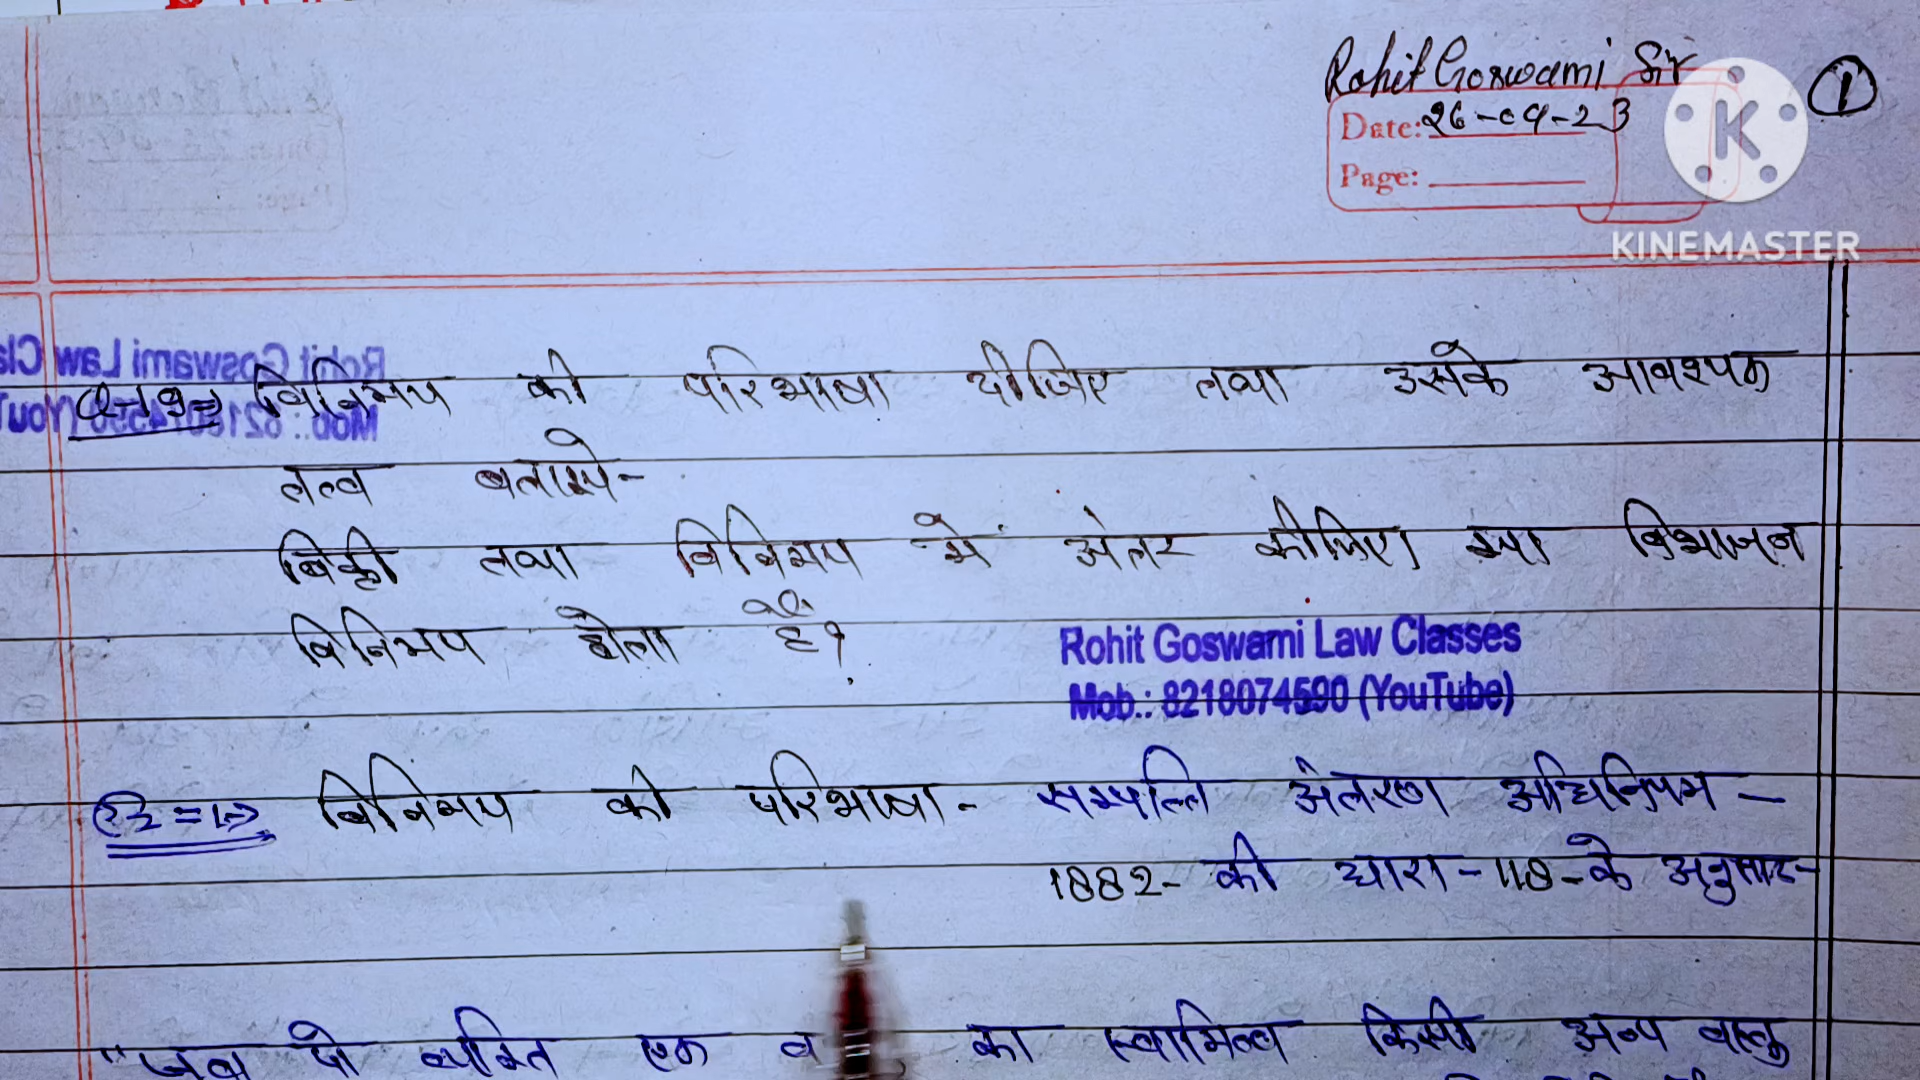 Rohit Goswami Sir
1
Date: 26-09-23
Page:
KINEMASTER
Q-19=> विनिमय की परिभाषा दीजिए तथा उसके आवश्यक
तत्व बताये-
बिक्री तथा विनिमय में अंतर कीजिए। क्या विभाजन
विनिमय होता है?
Rohit Goswami Law Classes
Mob.: 8218074590 (YouTube)
विनिमय की परिभाषा- सम्पत्ति अंतरण अधिनियम-
1882- की धारा-118-के अनुसार-
"जब दो व्यक्ति एक का स्वामित्व किसी अन्य वस्तु